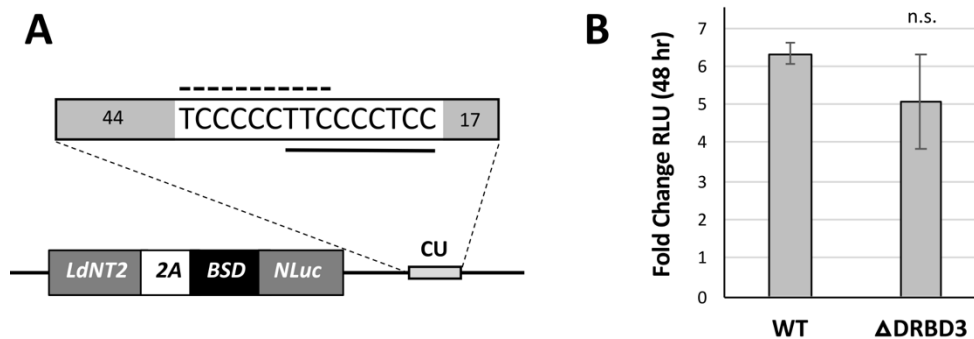 A
44 TCCCCCTTCCCCTCC 17
CU
LdNT2 2A BSD NLuc
B
Fold Change RLU (48 hr)
n.s.
7
6
5
4
3
2
1
0
WT ΔDRBD3